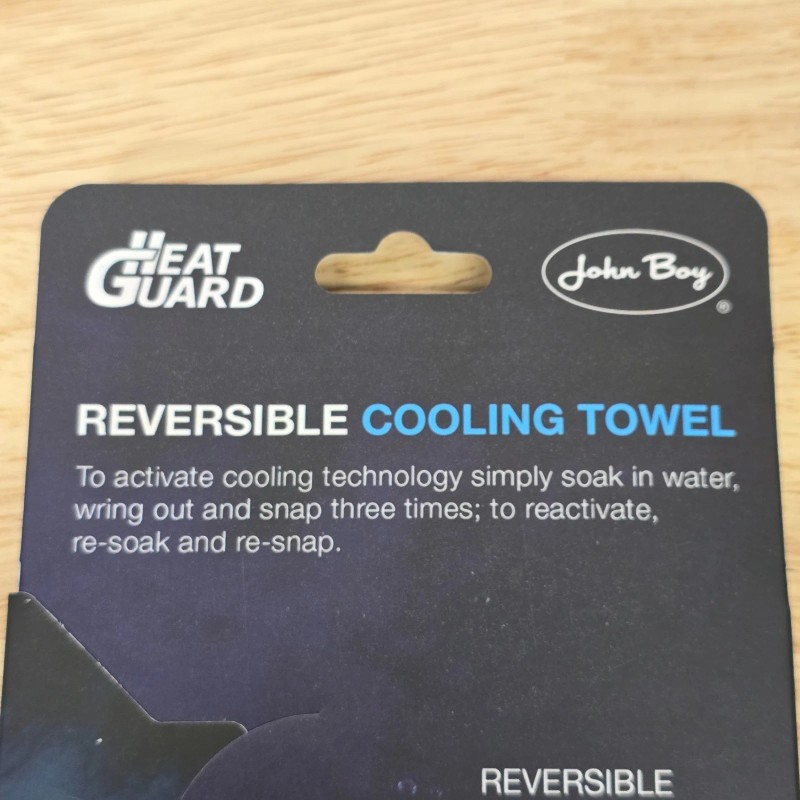 HEAT
GUARD
John Boy
®
REVERSIBLE COOLING TOWEL
To activate cooling technology simply soak in water,
wring out and snap three times; to reactivate,
re-soak and re-snap.
REVERSIBLE